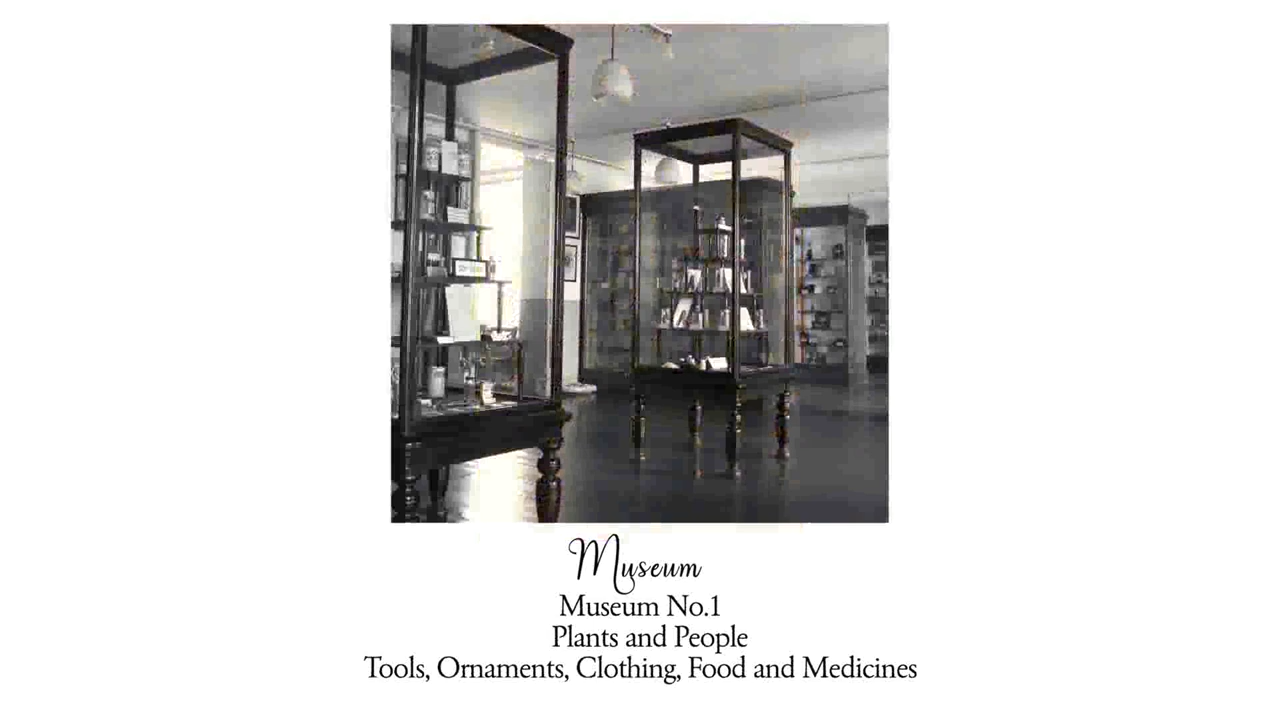 Museum
Museum No.1
Plants and People
Tools, Ornaments, Clothing, Food and Medicines